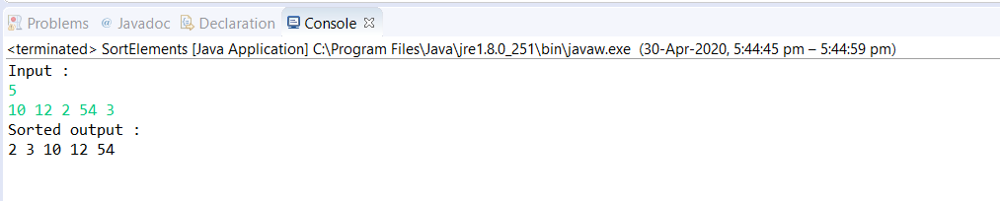 Problems @ Javadoc Declaration Console
<terminated> SortElements [Java Application] C:\Program Files\Java\jre1.8.0_251\bin\javaw.exe (30-Apr-2020, 5:44:45 pm – 5:44:59 pm)
Input :
5
10 12 2 54 3
Sorted output :
2 3 10 12 54